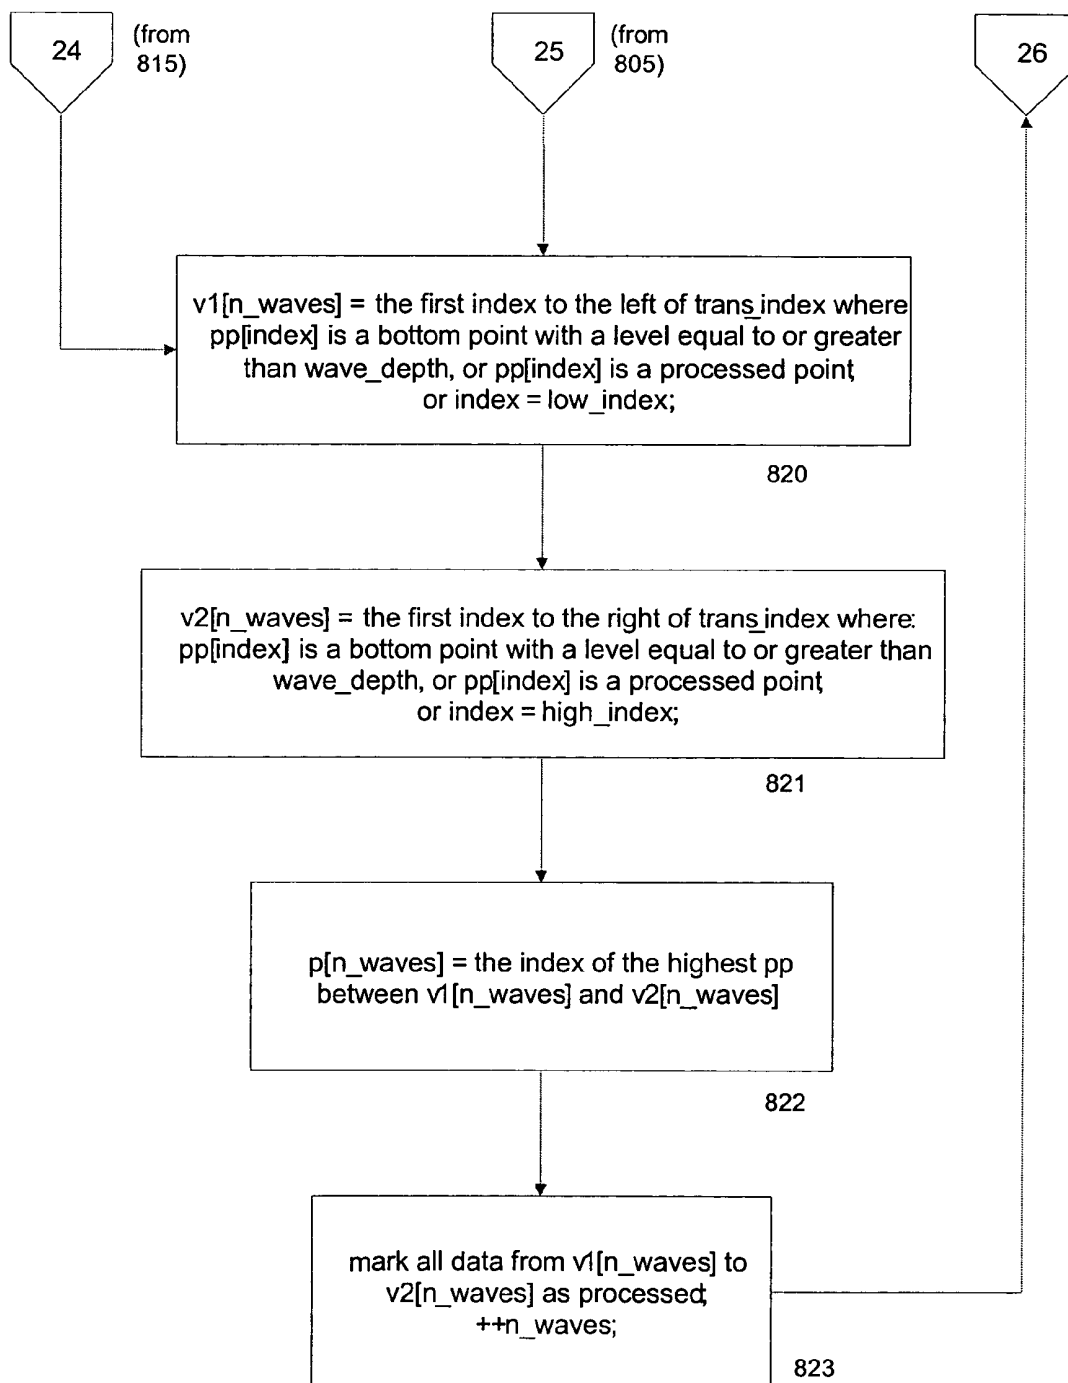 24
(from
815)
25
(from
805)
26
v1[n_waves] = the first index to the left of trans_index where
pp[index] is a bottom point with a level equal to or greater
than wave_depth, or pp[index] is a processed point,
or index = low_index;
820
v2[n_waves] = the first index to the right of trans_index where:
pp[index] is a bottom point with a level equal to or greater than
wave_depth, or pp[index] is a processed point,
or index = high_index;
821
p[n_waves] = the index of the highest pp
between v1[n_waves] and v2[n_waves]
822
mark all data from v1[n_waves] to
v2[n_waves] as processed;
++n_waves;
823